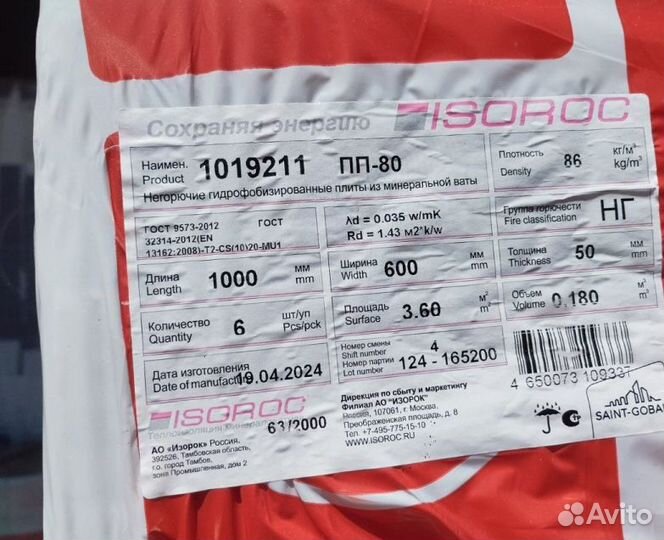 Сохраняя энергию ISOROC
Наимен. 1019211 ПП-80
Product
Негорючие гидрофобизированные плиты из минеральной ваты
Плотность 86 кг/м³
Density kg/m³
ГОСТ 9573-2012 ГОСТ
32314-2012(EN
13162:2008)-T2-CS(10)20-MU1
λd = 0.035 w/mK
Rd = 1.43 м2*k/w
Группа горючести НГ
Fire classification
Длина 1000 мм
Length mm
Ширина 600 мм
Width mm
Толщина 50 мм
Thickness mm
Количество 6 шт/уп
Quantity Pcs/pck
Площадь 3.60 м²
Surface m²
Объем 0,180 м³
Volume m³
Дата изготовления 19.04.2024
Date of manufactur
Номер смены 4
Shift number
Номер партии 124 - 165200
Lot number
4 650073 109337
ISOROC
Теплоизоляция Минерал
63/2000
АО "Изорок" Россия,
392526, Тамбовская область,
г.о. город Тамбов,
зона Промышленная, дом 2
Дирекция по сбыту и маркетингу
Филиал АО "ИЗОРОК"
Россия, 107061, г. Москва,
Преображенская площадь, д. 8
Тел. +7-495-775-15-10
WWW.ISOROC.RU
SAINT-GOBA
Avito